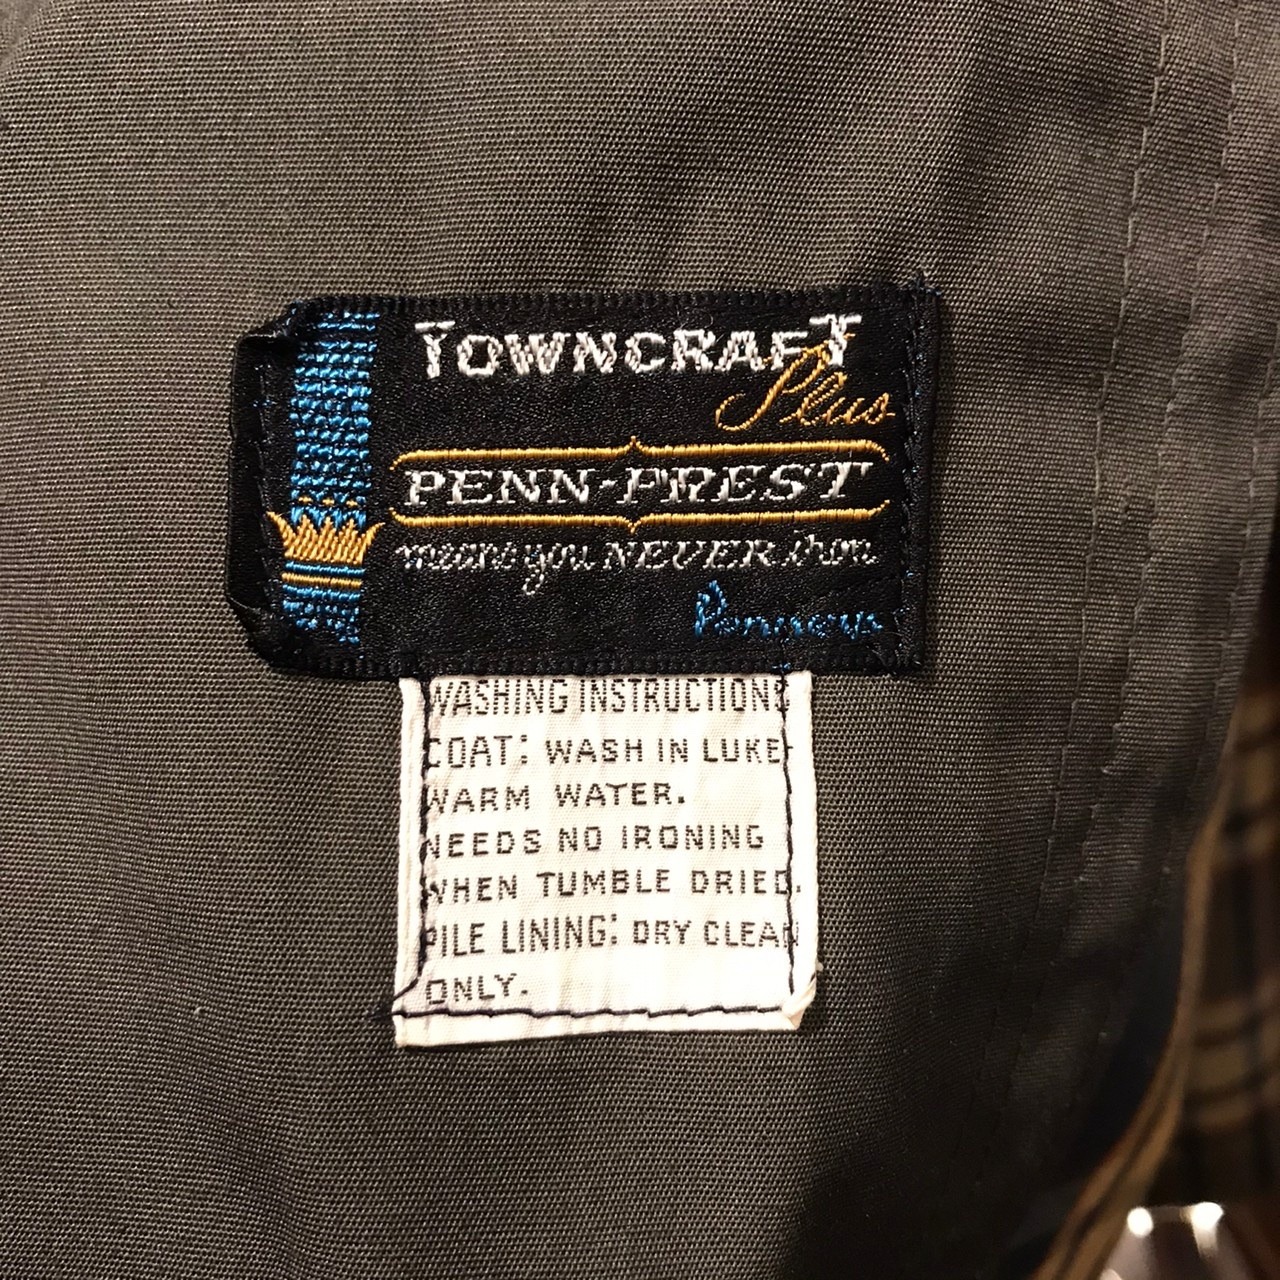 TOWNCRAFT
Plus
PENN-PREST
means you NEVER iron
Penneys
WASHING INSTRUCTIONS
COAT: WASH IN LUKE-
WARM WATER.
NEEDS NO IRONING
WHEN TUMBLE DRIED.
PILE LINING: DRY CLEAN
ONLY.